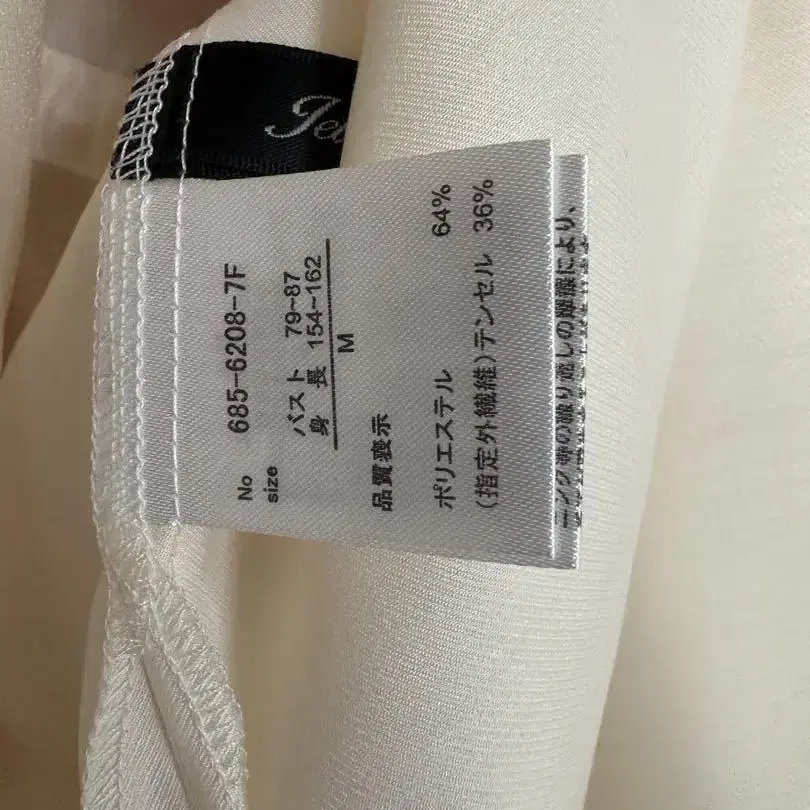 No 685-6208-7F
size
バスト 79~87
身 長 154~162
M
品質表示
ポリエステル 64%
(指定外繊維)テンセル 36%